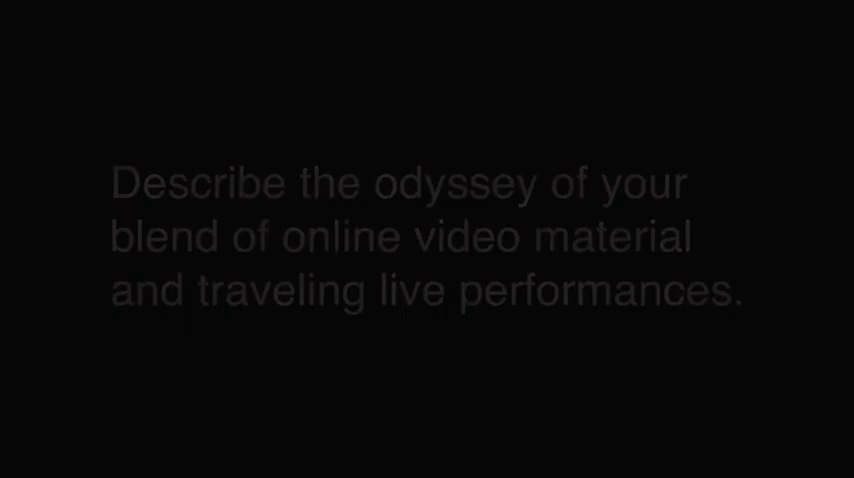 Describe the odyssey of your
blend of online video material
and traveling live performances.